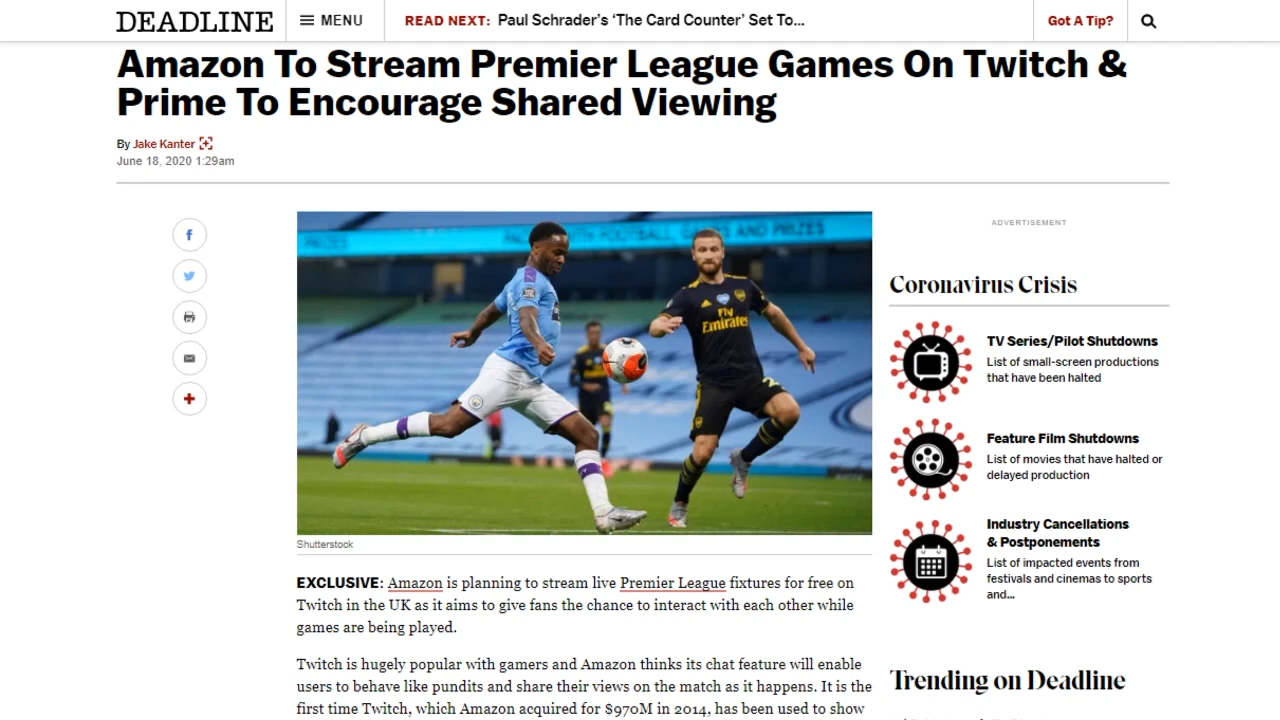 DEADLINE
MENU
READ NEXT: Paul Schrader's 'The Card Counter' Set To...
Got A Tip?
Amazon To Stream Premier League Games On Twitch &
Prime To Encourage Shared Viewing
By Jake Kanter
June 18, 2020 1:29am
PRIZES
FOOTBALL, GAMES AND PRIZES
Fly
Emirates
Shutterstock
EXCLUSIVE: Amazon is planning to stream live Premier League fixtures for free on
Twitch in the UK as it aims to give fans the chance to interact with each other while
games are being played.
Twitch is hugely popular with gamers and Amazon thinks its chat feature will enable
users to behave like pundits and share their views on the match as it happens. It is the
first time Twitch, which Amazon acquired for $970M in 2014, has been used to show
ADVERTISEMENT
Coronavirus Crisis
TV Series/Pilot Shutdowns
List of small-screen productions
that have been halted
Feature Film Shutdowns
List of movies that have halted or
delayed production
Industry Cancellations
& Postponements
List of impacted events from
festivals and cinemas to sports
and...
Trending on Deadline